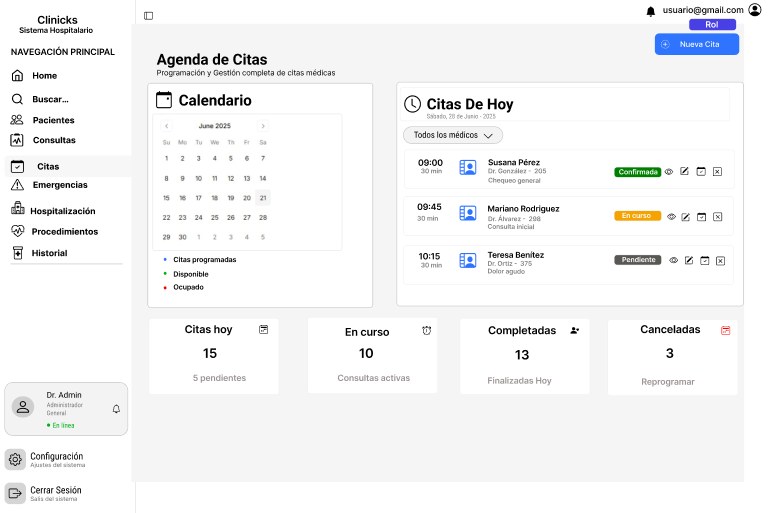 Clinicks
Sistema Hospitalario
NAVEGACIÓN PRINCIPAL
Home
Buscar...
Pacientes
Consultas
Citas
Emergencias
Hospitalización
Procedimientos
Historial
Dr. Admin
Administrador
General
En línea
Configuración
Ajustes del sistema
Cerrar Sesión
Salis del sistema
usuario@gmail.com
Rol
Nueva Cita
Agenda de Citas
Programación y Gestión completa de citas médicas
Calendario
June 2025
Su Mo Tu We Th Fr Sa
1 2 3 4 5 6 7
8 9 10 11 12 13 14
15 16 17 18 19 20 21
22 23 24 25 26 27 28
29 30 1 2 3 4 5
Citas programadas
Disponible
Ocupado
Citas De Hoy
Sábado, 28 de Junio - 2025
Todos los médicos
09:00
30 min
Susana Pérez
Dr. González - 205
Chequeo general
Confirmada
09:45
30 min
Mariano Rodriguez
Dr. Álvarez - 298
Consulta inicial
En curso
10:15
30 min
Teresa Benítez
Dr. Ortiz - 375
Dolor agudo
Pendiente
Citas hoy
15
5 pendientes
En curso
10
Consultas activas
Completadas
13
Finalizadas Hoy
Canceladas
3
Reprogramar